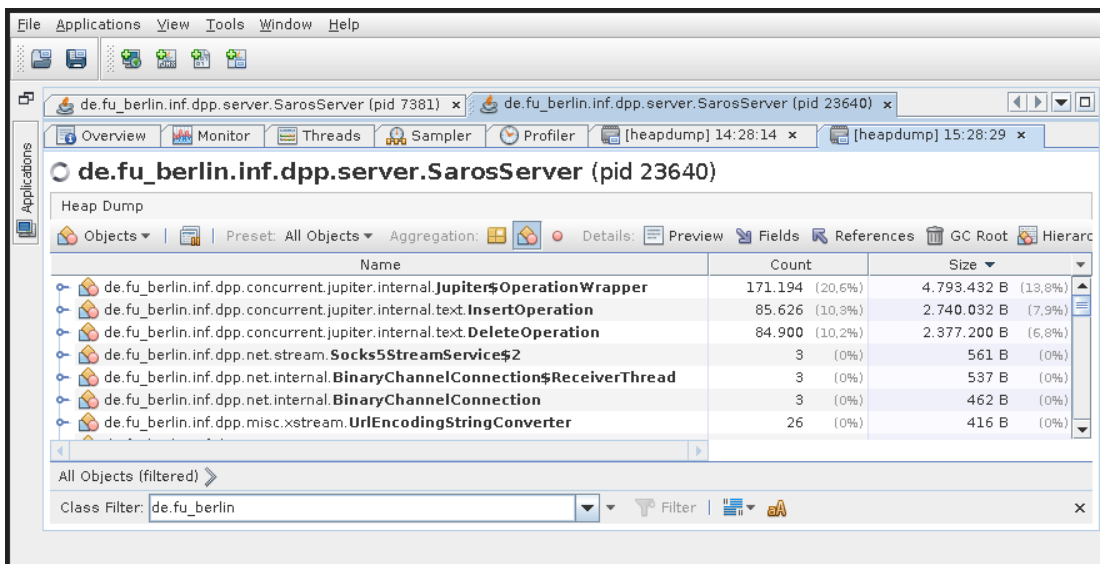 File Applications View Tools Window Help
de.fu_berlin.inf.dpp.server.SarosServer (pid 7381) x de.fu_berlin.inf.dpp.server.SarosServer (pid 23640) x
Applications
Overview Monitor Threads Sampler Profiler [heapdump] 14:28:14 x [heapdump] 15:28:29 x
de.fu_berlin.inf.dpp.server.SarosServer (pid 23640)
Heap Dump
Objects Preset: All Objects Aggregation: Details: Preview Fields References GC Root Hierarc
Name Count Size
de.fu_berlin.inf.dpp.concurrent.jupiter.internal.Jupiter$OperationWrapper 171.194 (20,6%) 4.793.432 B (13,8%)
de.fu_berlin.inf.dpp.concurrent.jupiter.internal.text.InsertOperation 85.626 (10,3%) 2.740.032 B (7,9%)
de.fu_berlin.inf.dpp.concurrent.jupiter.internal.text.DeleteOperation 84.900 (10,2%) 2.377.200 B (6,8%)
de.fu_berlin.inf.dpp.net.stream.Socks5StreamService$2 3 (0%) 561 B (0%)
de.fu_berlin.inf.dpp.net.internal.BinaryChannelConnection$ReceiverThread 3 (0%) 537 B (0%)
de.fu_berlin.inf.dpp.net.internal.BinaryChannelConnection 3 (0%) 462 B (0%)
de.fu_berlin.inf.dpp.misc.xstream.UrlEncodingStringConverter 26 (0%) 416 B (0%)
All Objects (filtered)
Class Filter: de.fu_berlin Filter aA x